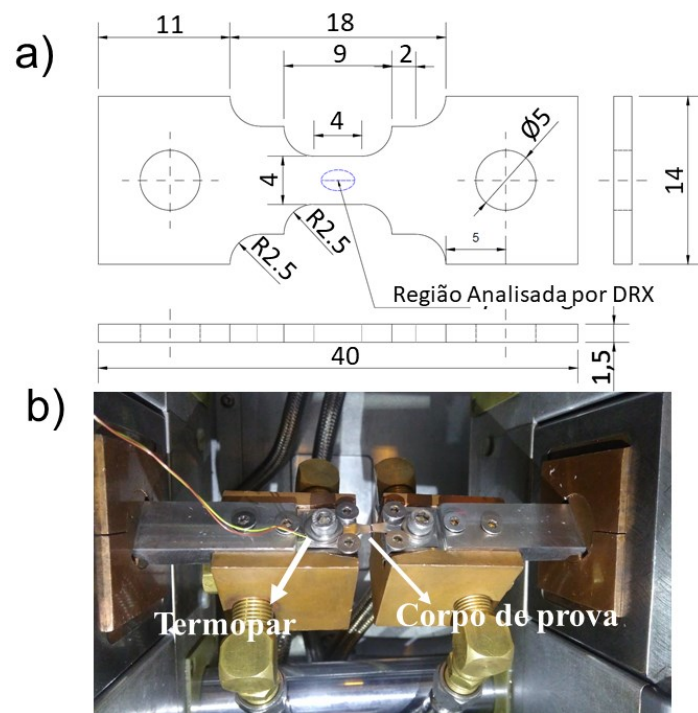 a)
11
18
9
2
4
4
Ø5
14
R2.5
R2.5
5
Região Analisada por DRX
40
1,5
b)
Termopar
Corpo de prova